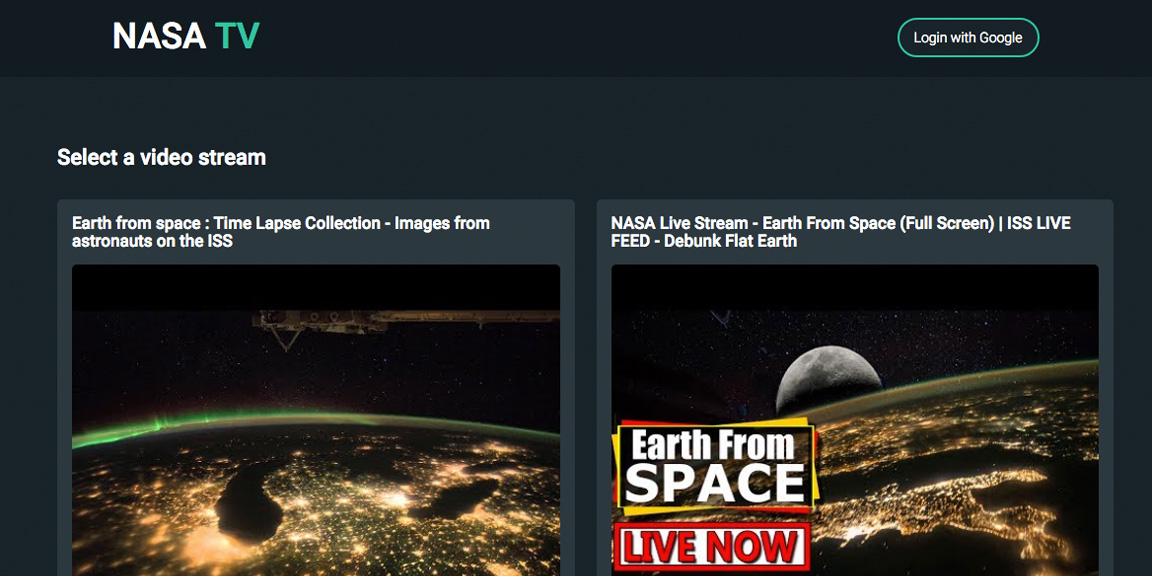 NASA TV
Login with Google
Select a video stream
Earth from space : Time Lapse Collection - Images from
astronauts on the ISS
NASA Live Stream - Earth From Space (Full Screen) | ISS LIVE
FEED - Debunk Flat Earth
Earth From
SPACE
LIVE NOW